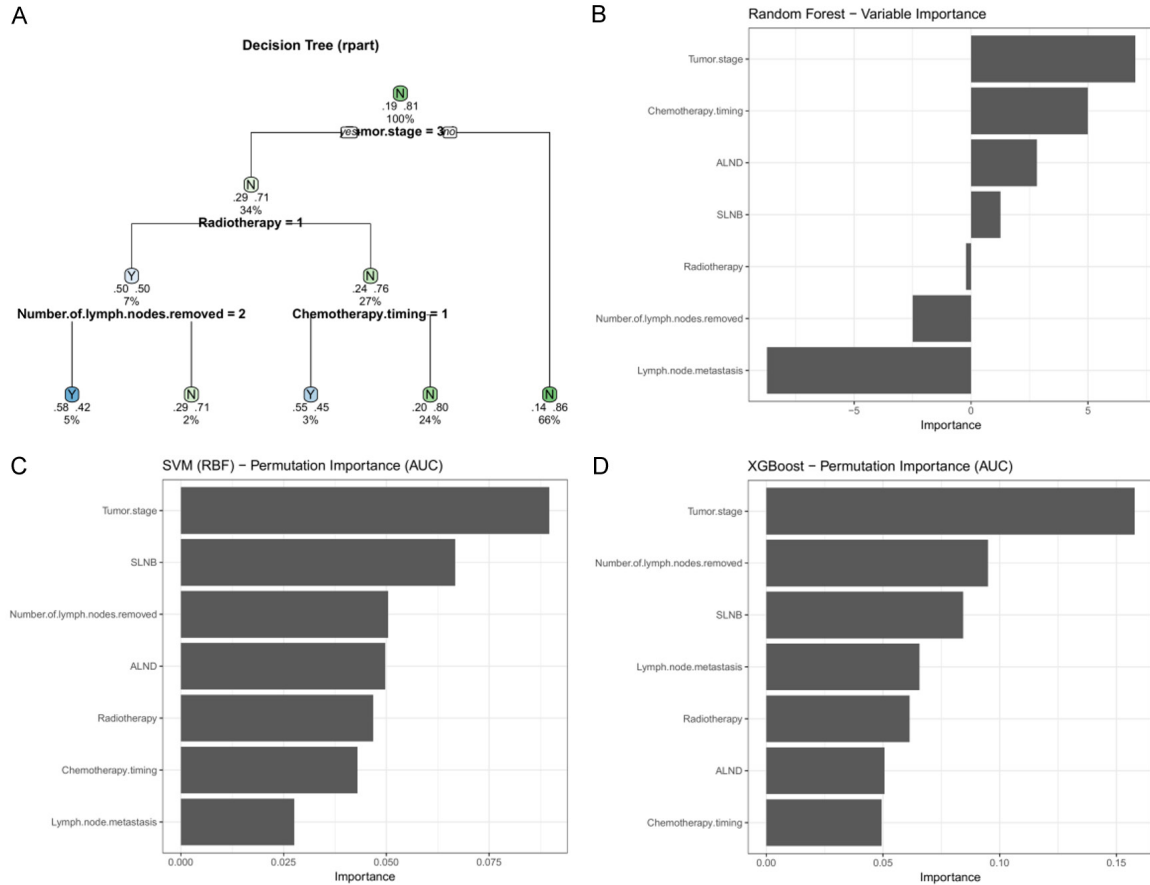 A
Decision Tree (rpart)
N
.19 .81
100%
yes mor.stage = 3 no
N
.29 .71
34%
Radiotherapy = 1
Y N
.50 .50 .24 .76
7% 27%
Number.of.lymph.nodes.removed = 2 Chemotherapy.timing = 1
Y N Y N N
.58 .42 .29 .71 .55 .45 .20 .80 .14 .86
5% 2% 3% 24% 66%
B
Random Forest − Variable Importance
Tumor.stage
Chemotherapy.timing
ALND
SLNB
Radiotherapy
Number.of.lymph.nodes.removed
Lymph.node.metastasis
−5 0 5
Importance
C
SVM (RBF) − Permutation Importance (AUC)
Tumor.stage
SLNB
Number.of.lymph.nodes.removed
ALND
Radiotherapy
Chemotherapy.timing
Lymph.node.metastasis
0.000 0.025 0.050 0.075
Importance
D
XGBoost − Permutation Importance (AUC)
Tumor.stage
Number.of.lymph.nodes.removed
SLNB
Lymph.node.metastasis
Radiotherapy
ALND
Chemotherapy.timing
0.00 0.05 0.10 0.15
Importance